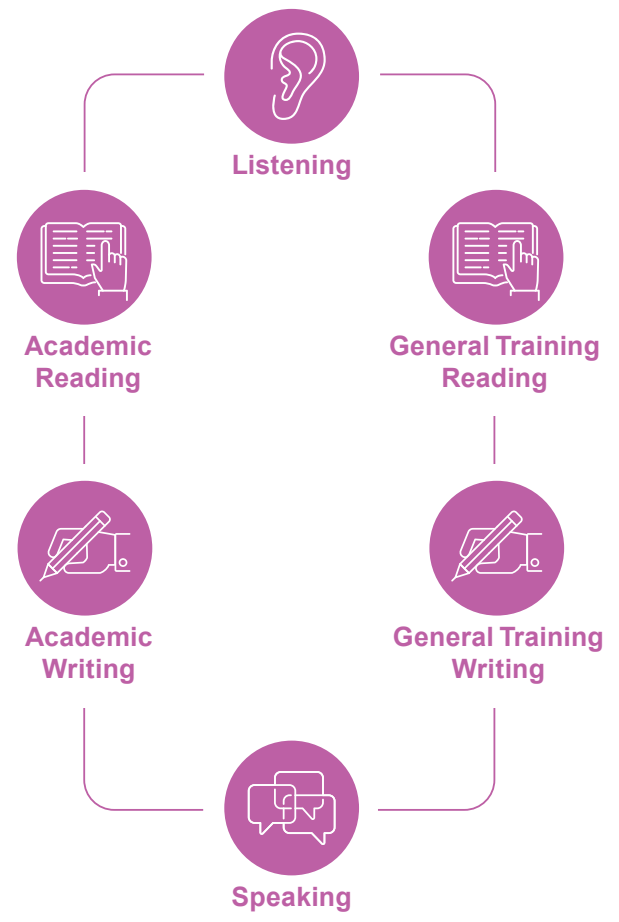 Listening
Academic
Reading
General Training
Reading
Academic
Writing
General Training
Writing
Speaking